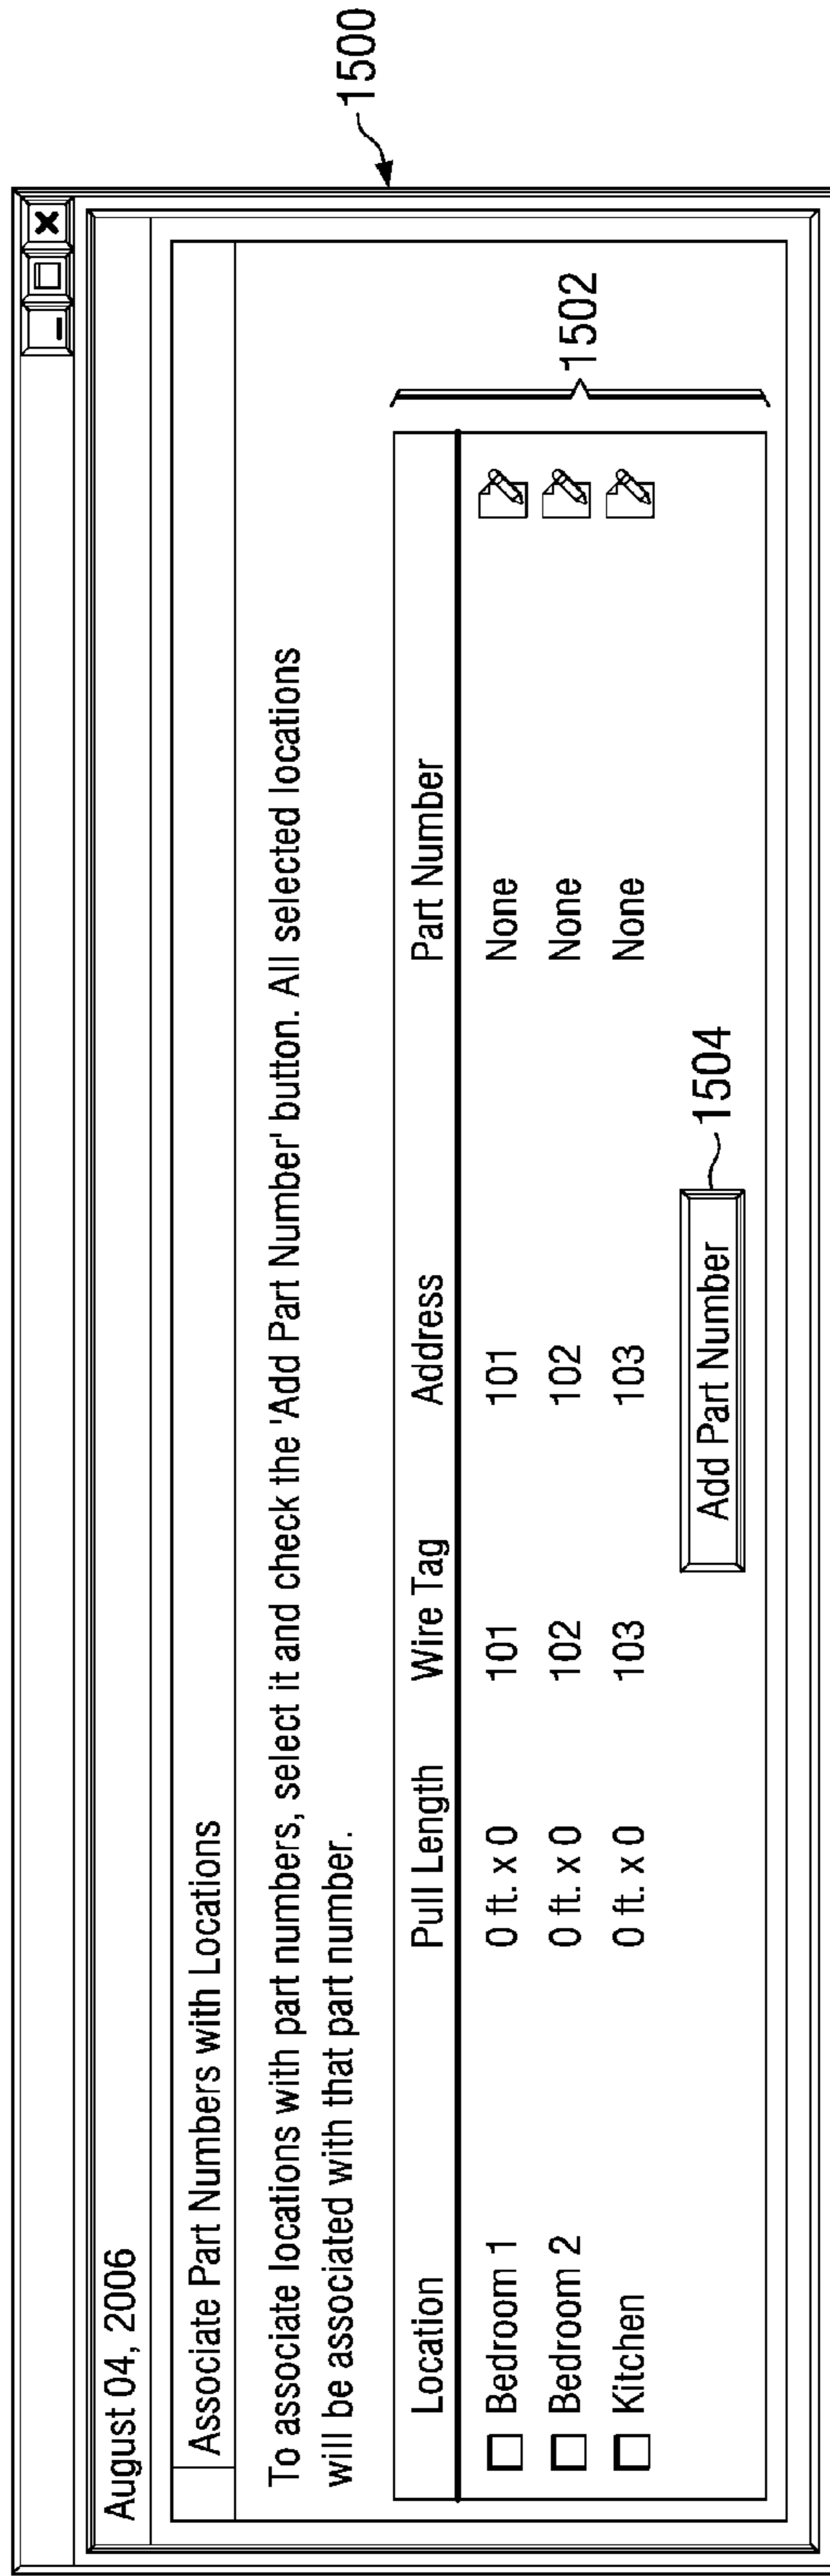 1500
August 04, 2006
Associate Part Numbers with Locations
To associate locations with part numbers, select it and check the 'Add Part Number' button. All selected locations
will be associated with that part number.
Location Pull Length Wire Tag Address Part Number
Bedroom 1 0 ft. x 0 101 101 None
Bedroom 2 0 ft. x 0 102 102 None
Kitchen 0 ft. x 0 103 103 None
1502
Add Part Number 1504